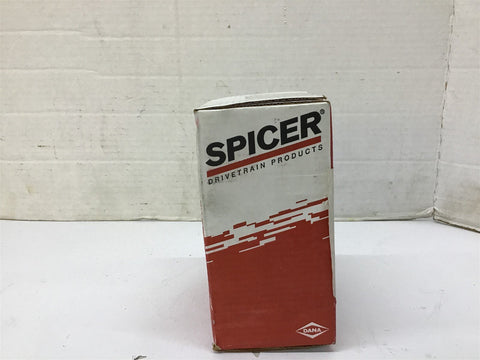 SPICER®
DRIVETRAIN PRODUCTS
DANA